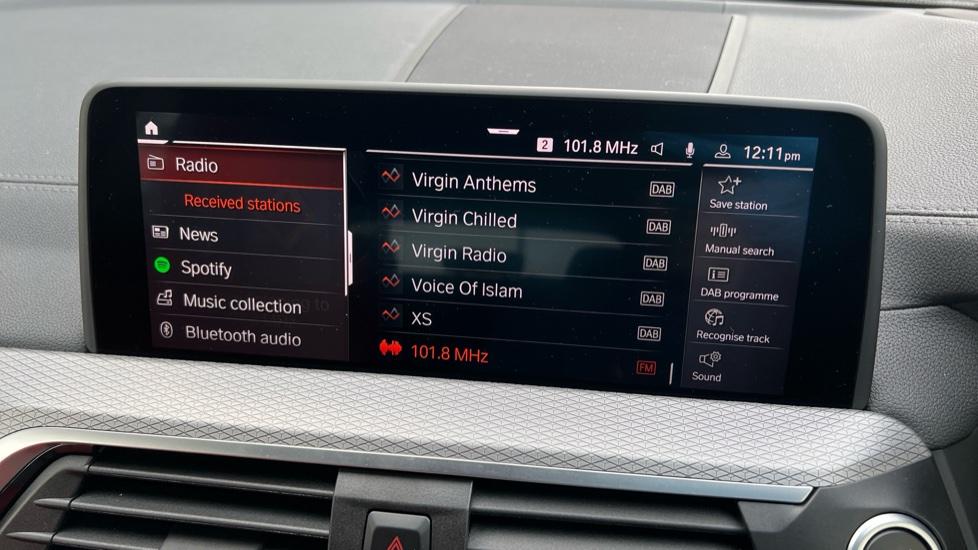 2 101.8 MHz 12:11pm
Radio
Received stations
News
Spotify
Music collection
Bluetooth audio
Virgin Anthems DAB
Virgin Chilled DAB
Virgin Radio DAB
Voice Of Islam DAB
XS DAB
101.8 MHz FM
Save station
Manual search
DAB programme
Recognise track
Sound